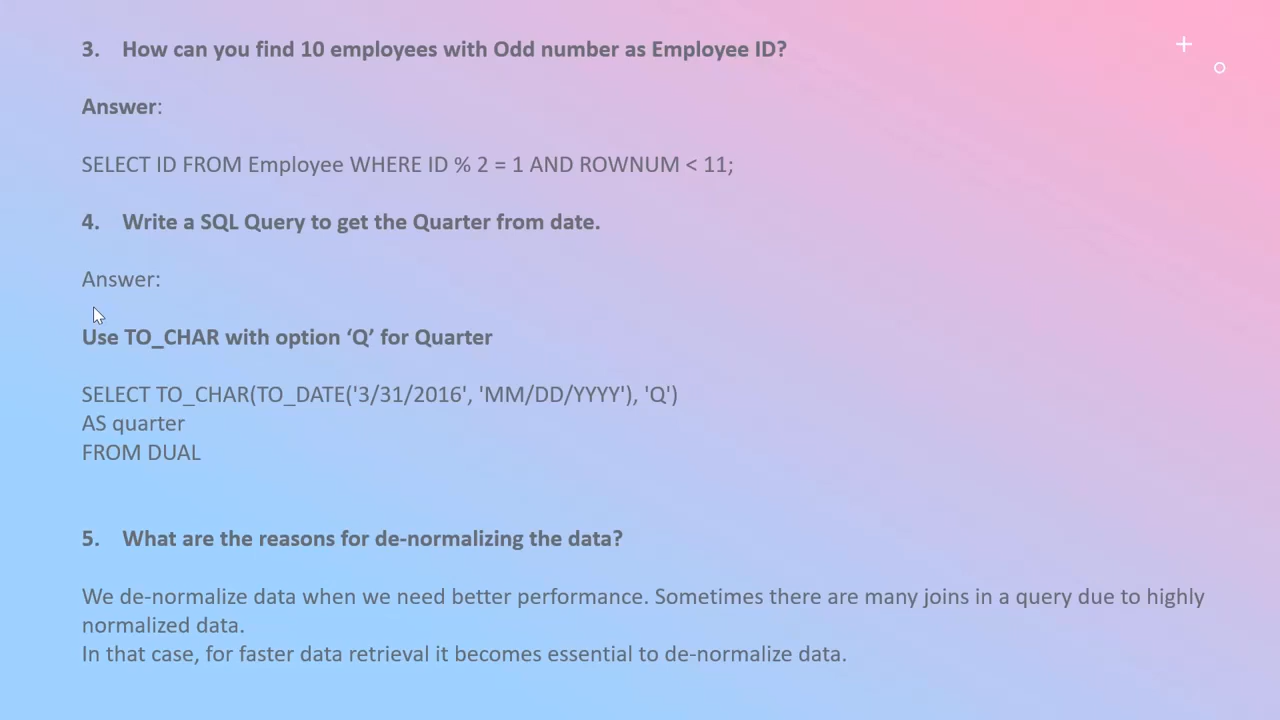 3. How can you find 10 employees with Odd number as Employee ID?
Answer:
SELECT ID FROM Employee WHERE ID % 2 = 1 AND ROWNUM < 11;
4. Write a SQL Query to get the Quarter from date.
Answer:
Use TO_CHAR with option ‘Q’ for Quarter
SELECT TO_CHAR(TO_DATE('3/31/2016', 'MM/DD/YYYY'), 'Q')
AS quarter
FROM DUAL
5. What are the reasons for de-normalizing the data?
We de-normalize data when we need better performance. Sometimes there are many joins in a query due to highly
normalized data.
In that case, for faster data retrieval it becomes essential to de-normalize data.